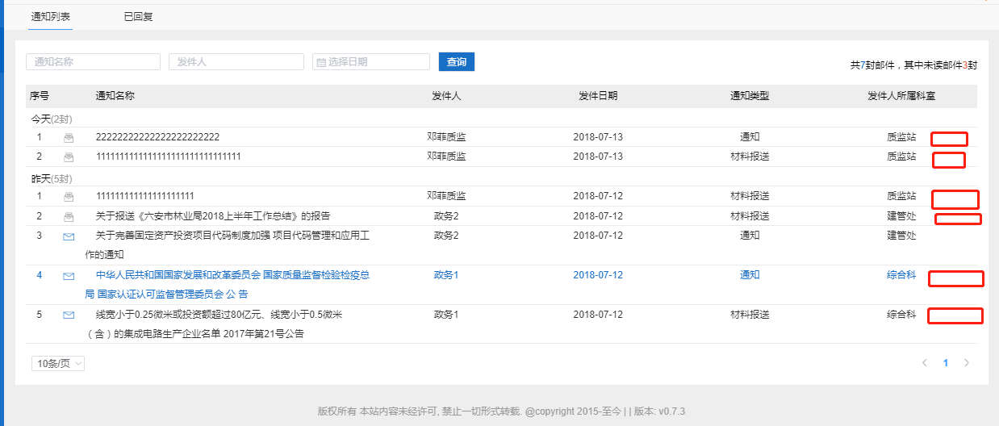 通知列表 已回复
通知名称 发件人 选择日期 查询 共7封邮件，其中未读邮件3封
序号 通知名称 发件人 发件日期 通知类型 发件人所属科室
今天(2封)
1 22222222222222222222222222 邓菲质监 2018-07-13 通知 质监站
2 1111111111111111111111111111111 邓菲质监 2018-07-13 材料报送 质监站
昨天(5封)
1 111111111111111111111 邓菲质监 2018-07-12 材料报送 质监站
2 关于报送《六安市林业局2018上半年工作总结》的报告 政务2 2018-07-12 材料报送 建管处
3 关于完善固定资产投资项目代码制度加强 项目代码管理和应用工 政务2 2018-07-12 通知 建管处
作的通知
4 中华人民共和国国家发展和改革委员会 国家质量监督检验检疫总 政务1 2018-07-12 通知 综合科
局 国家认证认可监督管理委员会 公 告
5 线宽小于0.25微米或投资额超过80亿元、线宽小于0.5微米 政务1 2018-07-12 材料报送 综合科
（含）的集成电路生产企业名单 2017年第21号公告
10条/页 1
版权所有 本站内容未经许可, 禁止一切形式转载. @copyright 2015-至今 | | 版本: v0.7.3